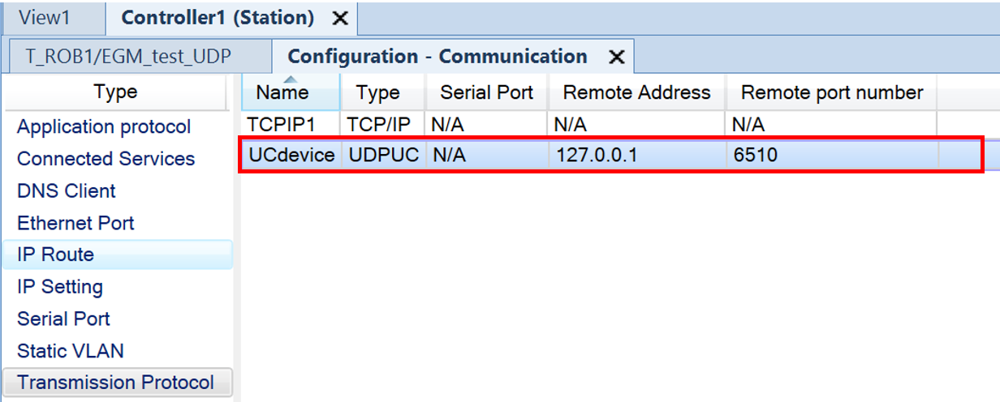 View1 Controller1 (Station)
T_ROB1/EGM_test_UDP Configuration - Communication
Type Name Type Serial Port Remote Address Remote port number
Application protocol TCPIP1 TCP/IP N/A N/A N/A
Connected Services UCdevice UDPUC N/A 127.0.0.1 6510
DNS Client
Ethernet Port
IP Route
IP Setting
Serial Port
Static VLAN
Transmission Protocol